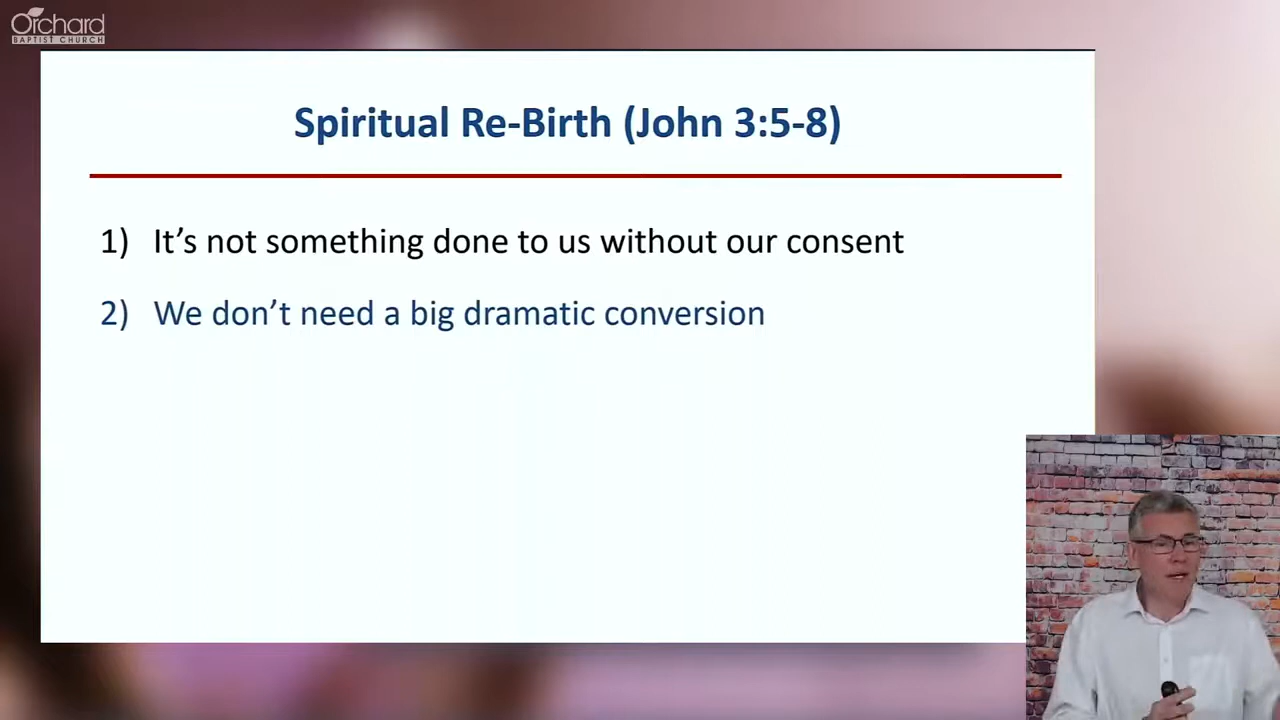 Orchard
BAPTIST CHURCH
Spiritual Re-Birth (John 3:5-8)
1) It’s not something done to us without our consent
2) We don’t need a big dramatic conversion